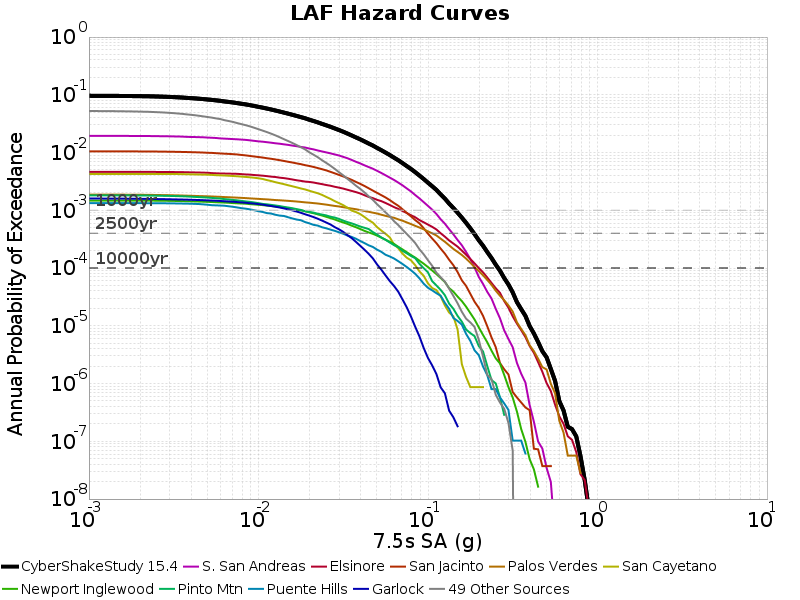 LAF Hazard Curves
Annual Probability of Exceedance
10^0
10^-1
10^-2
10^-3
10^-4
10^-5
10^-6
10^-7
10^-8
1000yr
2500yr
10000yr
10^-3 10^-2 10^-1 10^0 10^1
7.5s SA (g)
CyberShakeStudy 15.4 S. San Andreas Elsinore San Jacinto Palos Verdes San Cayetano
Newport Inglewood Pinto Mtn Puente Hills Garlock 49 Other Sources